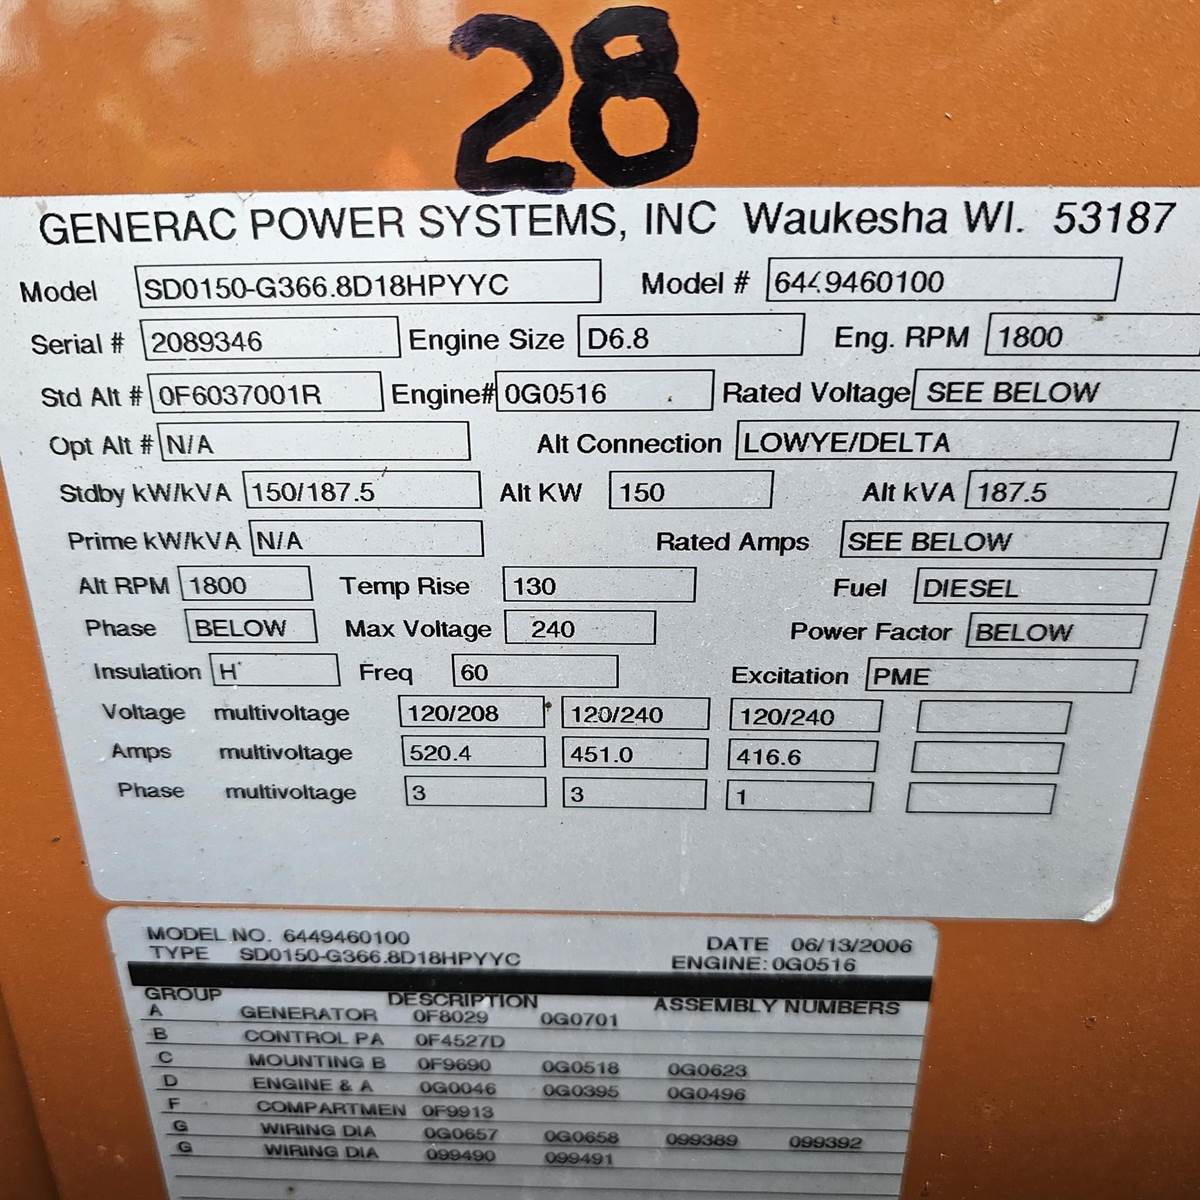 28
GENERAC POWER SYSTEMS, INC Waukesha WI. 53187
Model SD0150-G366.8D18HPYYC Model # 6449460100
Serial # 2089346 Engine Size D6.8 Eng. RPM 1800
Std Alt # 0F6037001R Engine# 0G0516 Rated Voltage SEE BELOW
Opt Alt # N/A Alt Connection LOWYE/DELTA
Stdby kW/kVA 150/187.5 Alt KW 150 Alt kVA 187.5
Prime kW/kVA N/A Rated Amps SEE BELOW
Alt RPM 1800 Temp Rise 130 Fuel DIESEL
Phase BELOW Max Voltage 240 Power Factor BELOW
Insulation H Freq 60 Excitation PME
Voltage multivoltage 120/208 120/240 120/240
Amps multivoltage 520.4 451.0 416.6
Phase multivoltage 3 3 1
MODEL NO. 6449460100 DATE 06/13/2006
TYPE SD0150-G366.8D18HPYYC ENGINE: 0G0516
GROUP DESCRIPTION ASSEMBLY NUMBERS
A GENERATOR 0F8029 0G0701
B CONTROL PA 0F4527D
C MOUNTING B 0F9690 0G0518 0G0623
D ENGINE & A 0G0046 0G0395 0G0496
F COMPARTMEN 0F9913
G WIRING DIA 0G0657 0G0658 099389 099392
G WIRING DIA 099490 099491